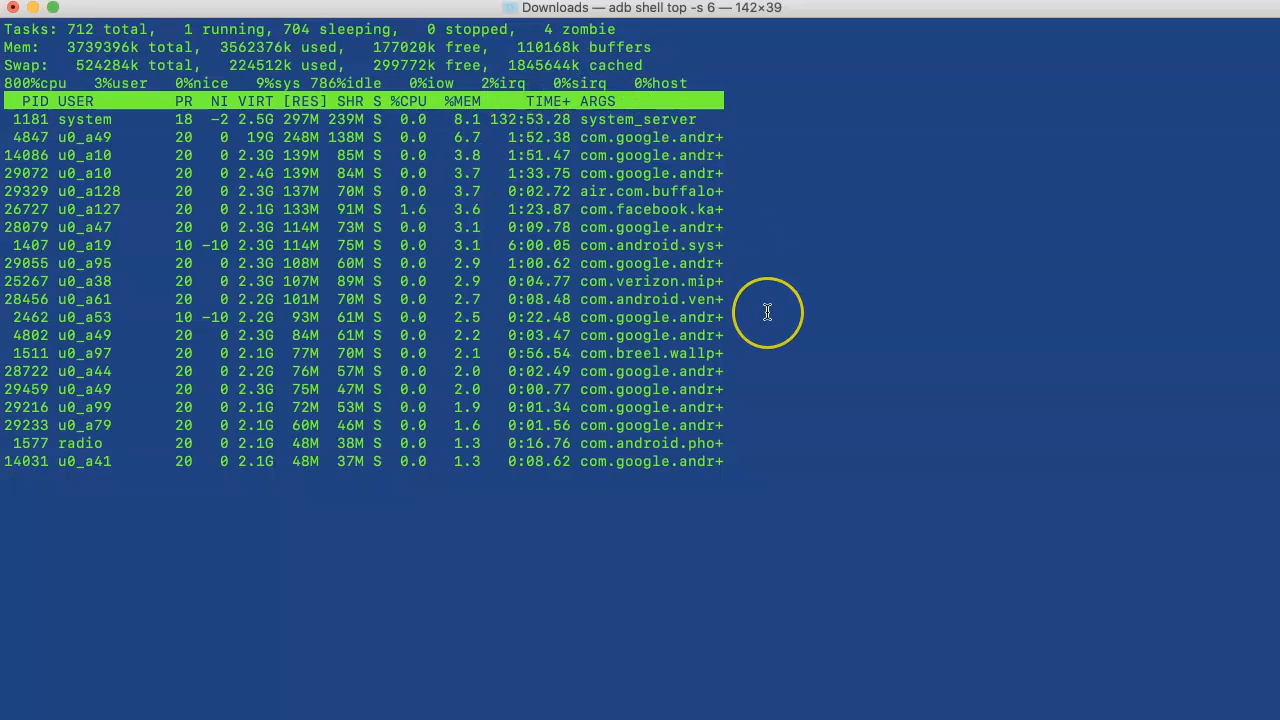 Downloads — adb shell top -s 6 — 142×39
Tasks: 712 total,   1 running, 704 sleeping,   0 stopped,   4 zombie
Mem:   3739396k total,  3562376k used,   177020k free,   110168k buffers
Swap:   524284k total,   224512k used,   299772k free,  1845644k cached
800%cpu   3%user   0%nice   9%sys 786%idle   0%iow   2%irq   0%sirq   0%host
PID USER         PR  NI VIRT [RES] SHR S %CPU  %MEM     TIME+ ARGS
1181 system       18  -2 2.5G 297M 239M S  0.0   8.1 132:53.28 system_server
4847 u0_a49       20   0  19G 248M 138M S  0.0   6.7   1:52.38 com.google.andr+
14086 u0_a10       20   0 2.3G 139M  85M S  0.0   3.8   1:51.47 com.google.andr+
29072 u0_a10       20   0 2.4G 139M  84M S  0.0   3.7   1:33.75 com.google.andr+
29329 u0_a128      20   0 2.3G 137M  70M S  0.0   3.7   0:02.72 air.com.buffalo+
26727 u0_a127      20   0 2.1G 133M  91M S  1.6   3.6   1:23.87 com.facebook.ka+
28079 u0_a47       20   0 2.3G 114M  73M S  0.0   3.1   0:09.78 com.google.andr+
1407 u0_a19       10 -10 2.3G 114M  75M S  0.0   3.1   6:00.05 com.android.sys+
29055 u0_a95       20   0 2.3G 108M  60M S  0.0   2.9   1:00.62 com.google.andr+
25267 u0_a38       20   0 2.3G 107M  89M S  0.0   2.9   0:04.77 com.verizon.mip+
28456 u0_a61       20   0 2.2G 101M  70M S  0.0   2.7   0:08.48 com.android.ven+
2462 u0_a53       10 -10 2.2G  93M  61M S  0.0   2.5   0:22.48 com.google.andr+
4802 u0_a49       20   0 2.3G  84M  61M S  0.0   2.2   0:03.47 com.google.andr+
1511 u0_a97       20   0 2.1G  77M  70M S  0.0   2.1   0:56.54 com.breel.wallp+
28722 u0_a44       20   0 2.2G  76M  57M S  0.0   2.0   0:02.49 com.google.andr+
29459 u0_a49       20   0 2.3G  75M  47M S  0.0   2.0   0:00.77 com.google.andr+
29216 u0_a99       20   0 2.1G  72M  53M S  0.0   1.9   0:01.34 com.google.andr+
29233 u0_a79       20   0 2.1G  60M  46M S  0.0   1.6   0:01.56 com.google.andr+
1577 radio        20   0 2.1G  48M  38M S  0.0   1.3   0:16.76 com.android.pho+
14031 u0_a41       20   0 2.1G  48M  37M S  0.0   1.3   0:08.62 com.google.andr+